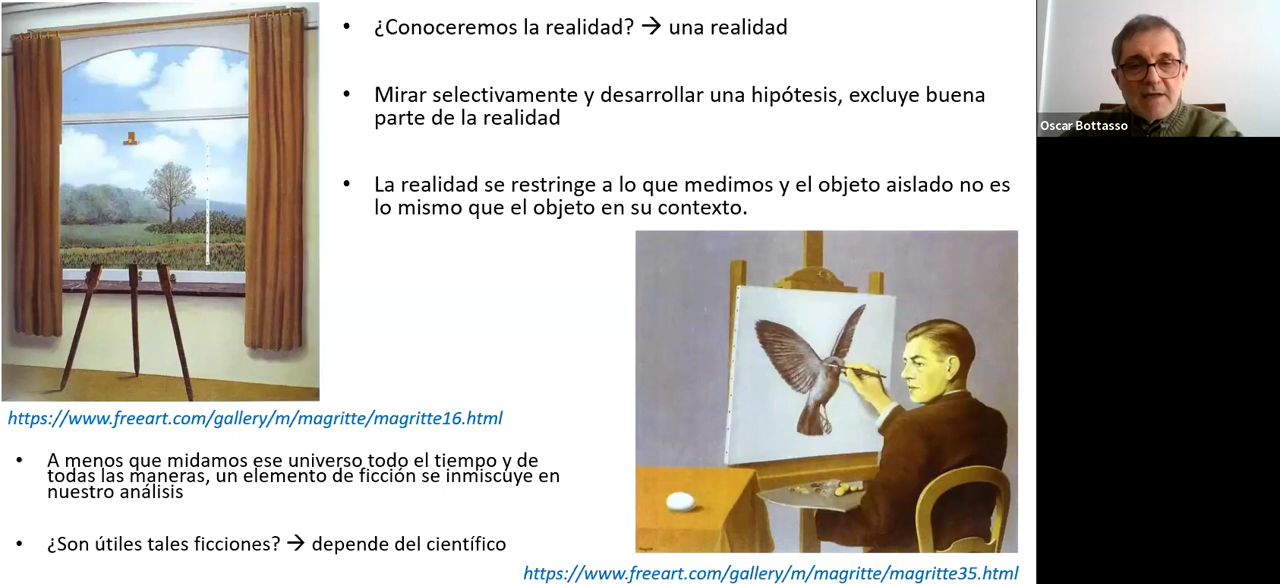 • ¿Conoceremos la realidad? → una realidad
• Mirar selectivamente y desarrollar una hipótesis, excluye buena
parte de la realidad
• La realidad se restringe a lo que medimos y el objeto aislado no es
lo mismo que el objeto en su contexto.
Oscar Bottasso
https://www.freeart.com/gallery/m/magritte/magritte16.html
• A menos que midamos ese universo todo el tiempo y de
todas las maneras, un elemento de ficción se inmiscuye en
nuestro análisis
• ¿Son útiles tales ficciones? → depende del científico
https://www.freeart.com/gallery/m/magritte/magritte35.html